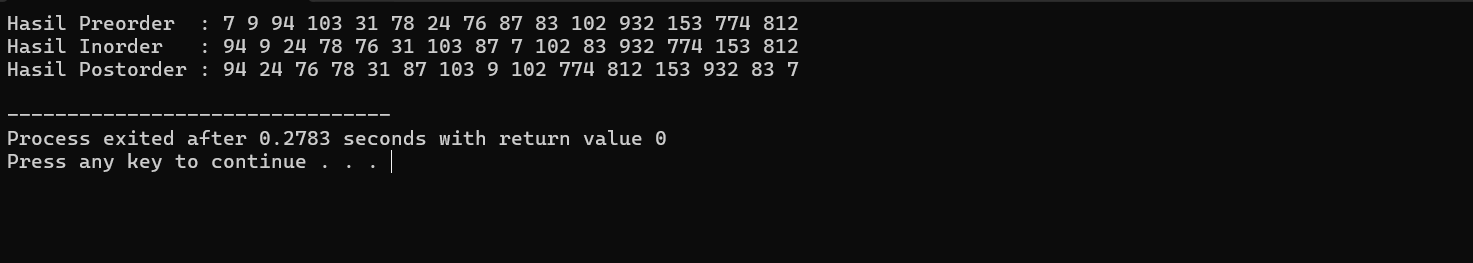 Hasil Preorder  : 7 9 94 103 31 78 24 76 87 83 102 932 153 774 812
Hasil Inorder   : 94 9 24 78 76 31 103 87 7 102 83 932 774 153 812
Hasil Postorder : 94 24 76 78 31 87 103 9 102 774 812 153 932 83 7
--------------------------------
Process exited after 0.2783 seconds with return value 0
Press any key to continue . . .